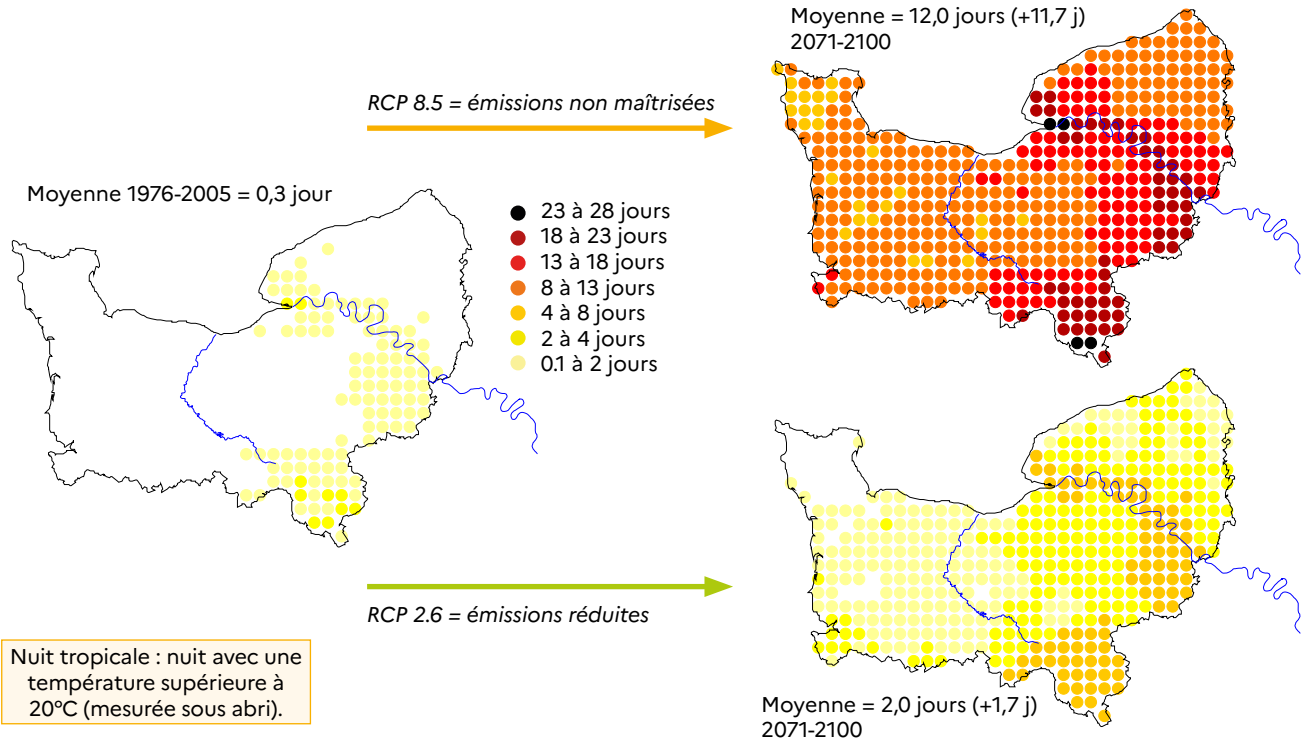 Moyenne = 12,0 jours (+11,7 j)
2071-2100
RCP 8.5 = émissions non maîtrisées
Moyenne 1976-2005 = 0,3 jour
23 à 28 jours
18 à 23 jours
13 à 18 jours
8 à 13 jours
4 à 8 jours
2 à 4 jours
0.1 à 2 jours
RCP 2.6 = émissions réduites
Nuit tropicale : nuit avec une
température supérieure à
20°C (mesurée sous abri).
Moyenne = 2,0 jours (+1,7 j)
2071-2100